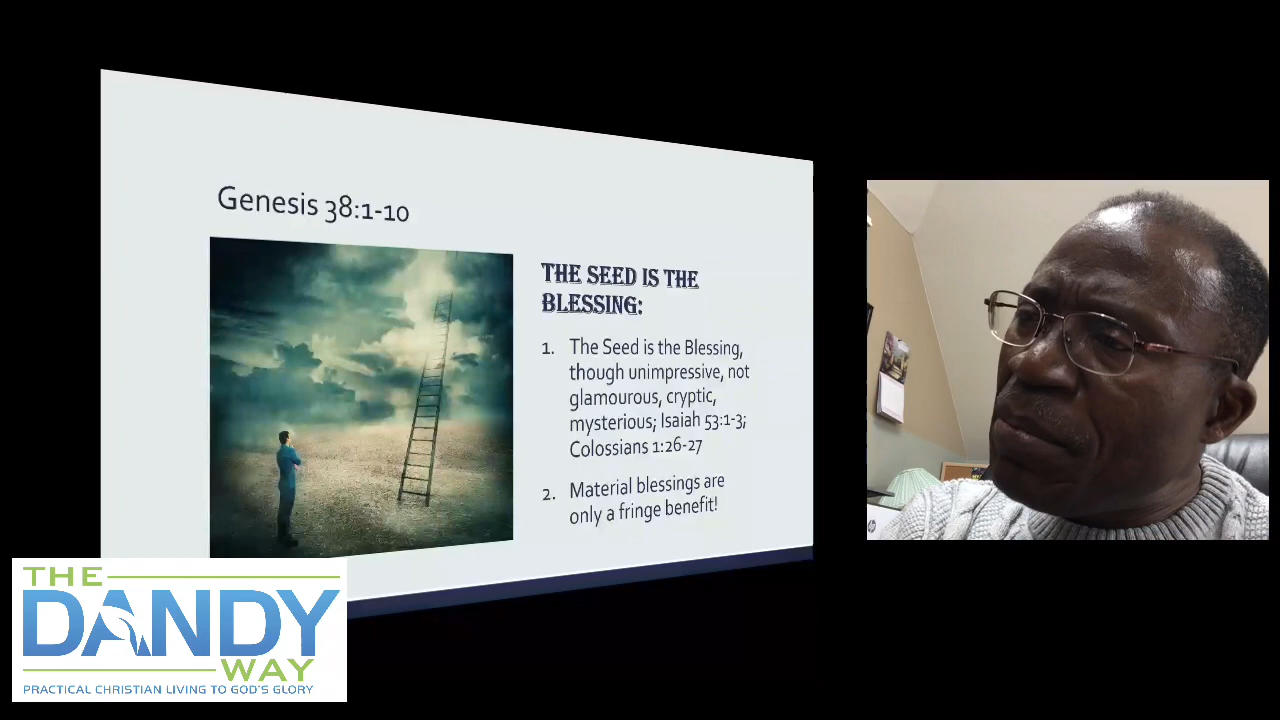 Genesis 38:1-10
THE SEED IS THE
BLESSING:
1. The Seed is the Blessing,
though unimpressive, not
glamourous, cryptic,
mysterious; Isaiah 53:1-3;
Colossians 1:26-27
2. Material blessings are
only a fringe benefit!
THE
DANDY
WAY
PRACTICAL CHRISTIAN LIVING TO GOD'S GLORY
hp